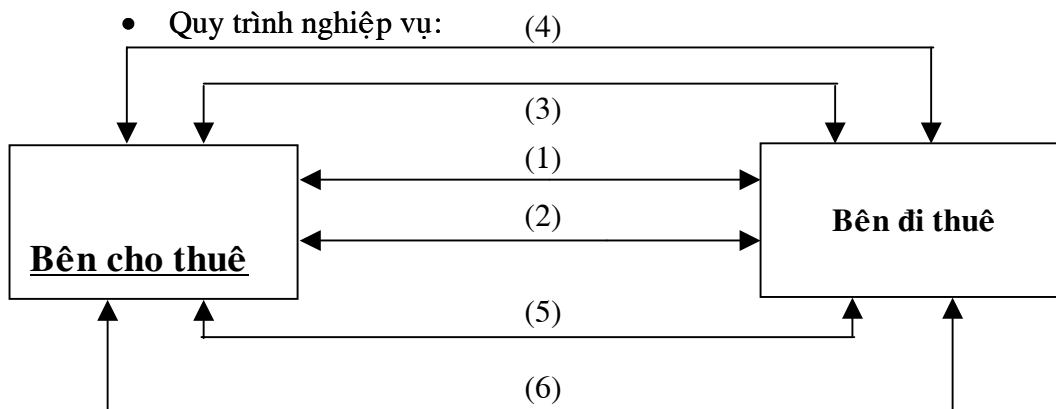 • Quy trình nghiệp vụ:
(4)
(3)
(1)
(2)
Bên cho thuê
Bên đi thuê
(5)
(6)